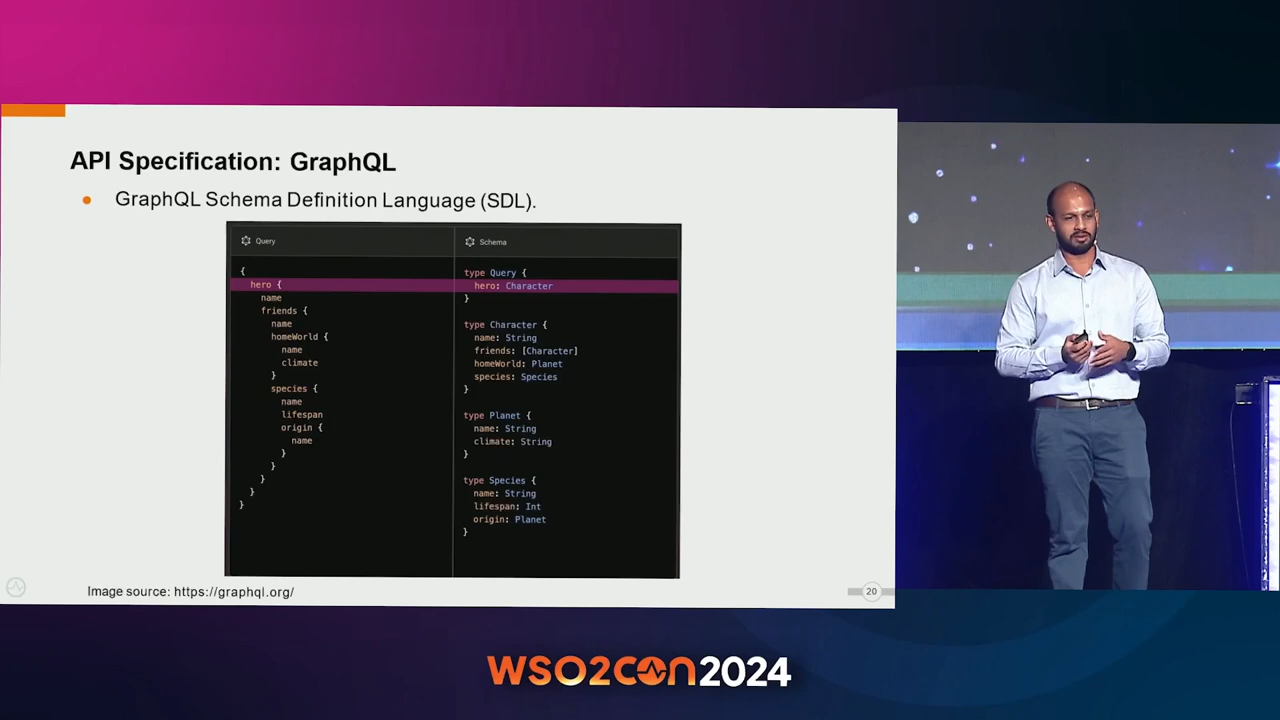 API Specification: GraphQL
GraphQL Schema Definition Language (SDL).
Query
{
hero {
name
friends {
name
homeWorld {
name
climate
}
species {
name
lifespan
origin {
name
}
}
}
}
}
Schema
type Query {
hero: Character
}
type Character {
name: String
friends: [Character]
homeWorld: Planet
species: Species
}
type Planet {
name: String
climate: String
}
type Species {
name: String
lifespan: Int
origin: Planet
}
Image source: https://graphql.org/
20
WSO2CON2024